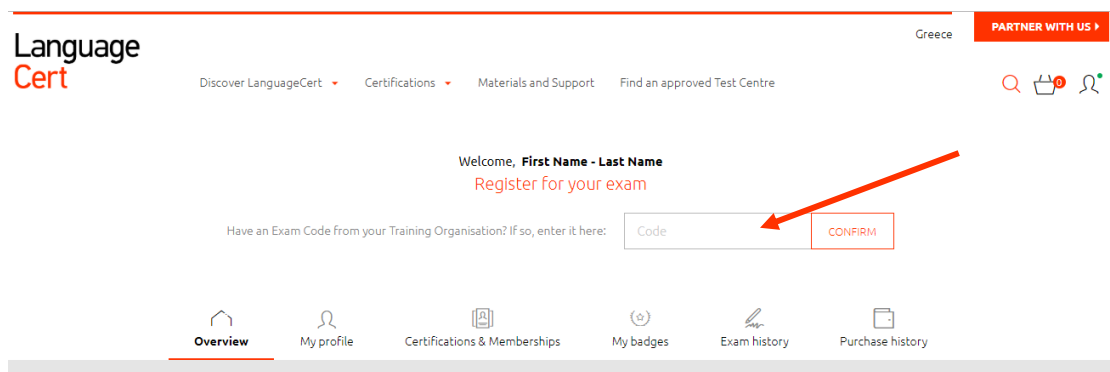 Greece
PARTNER WITH US
Language
Cert
Discover LanguageCert
Certifications
Materials and Support
Find an approved Test Centre
0
Welcome, First Name - Last Name
Register for your exam
Have an Exam Code from your Training Organisation? If so, enter it here:
Code
CONFIRM
Overview
My profile
Certifications & Memberships
My badges
Exam history
Purchase history